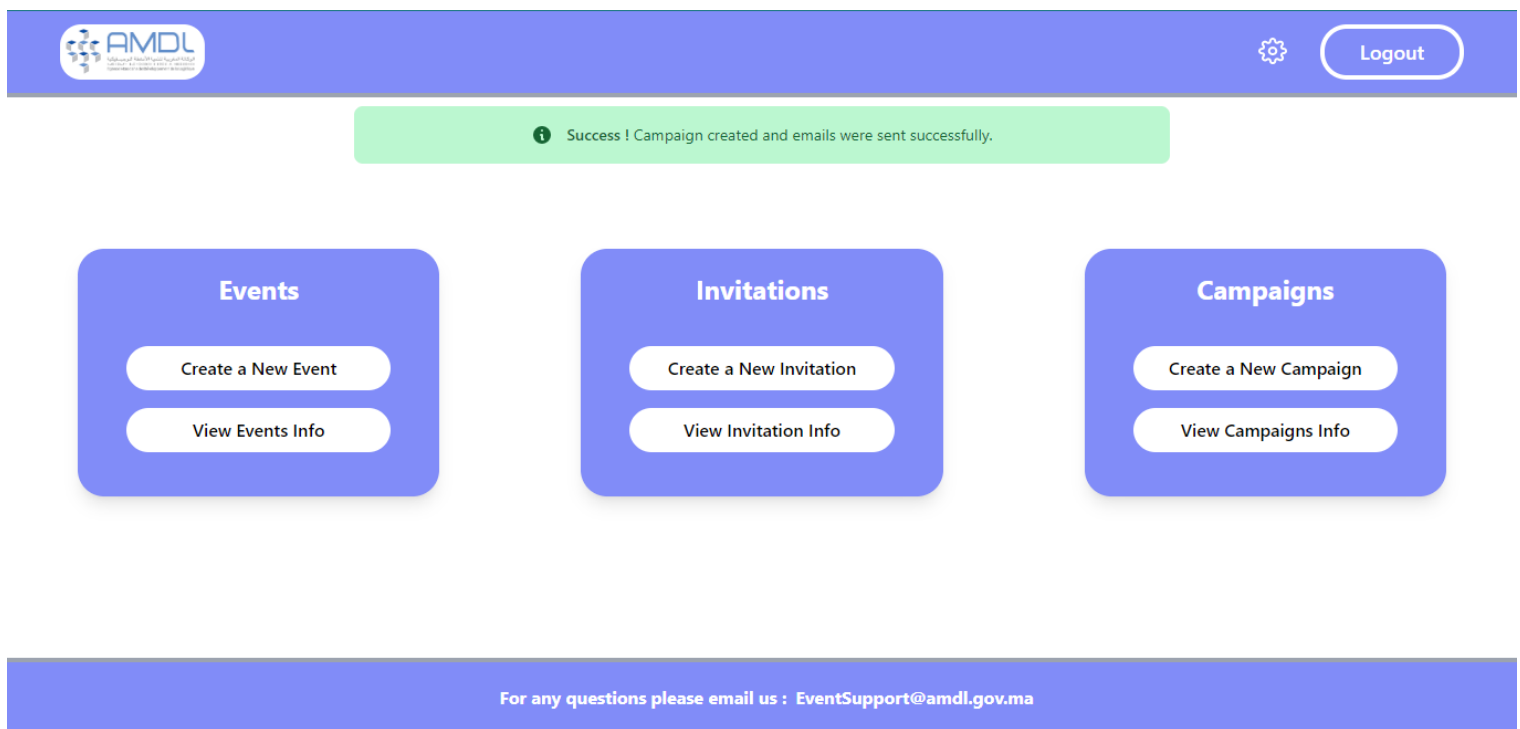 AMDL
Logout
Success ! Campaign created and emails were sent successfully.
Events
Create a New Event
View Events Info
Invitations
Create a New Invitation
View Invitation Info
Campaigns
Create a New Campaign
View Campaigns Info
For any questions please email us : EventSupport@amdl.gov.ma